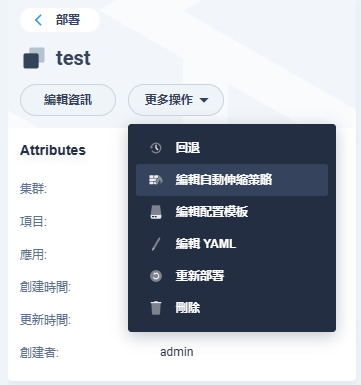 部署
test
編輯資訊
更多操作
Attributes
回退
編輯自動伸縮策略
集群:
編輯配置模板
項目:
編輯 YAML
應用:
重新部署
創建時間:
刪除
更新時間:
創建者:
admin